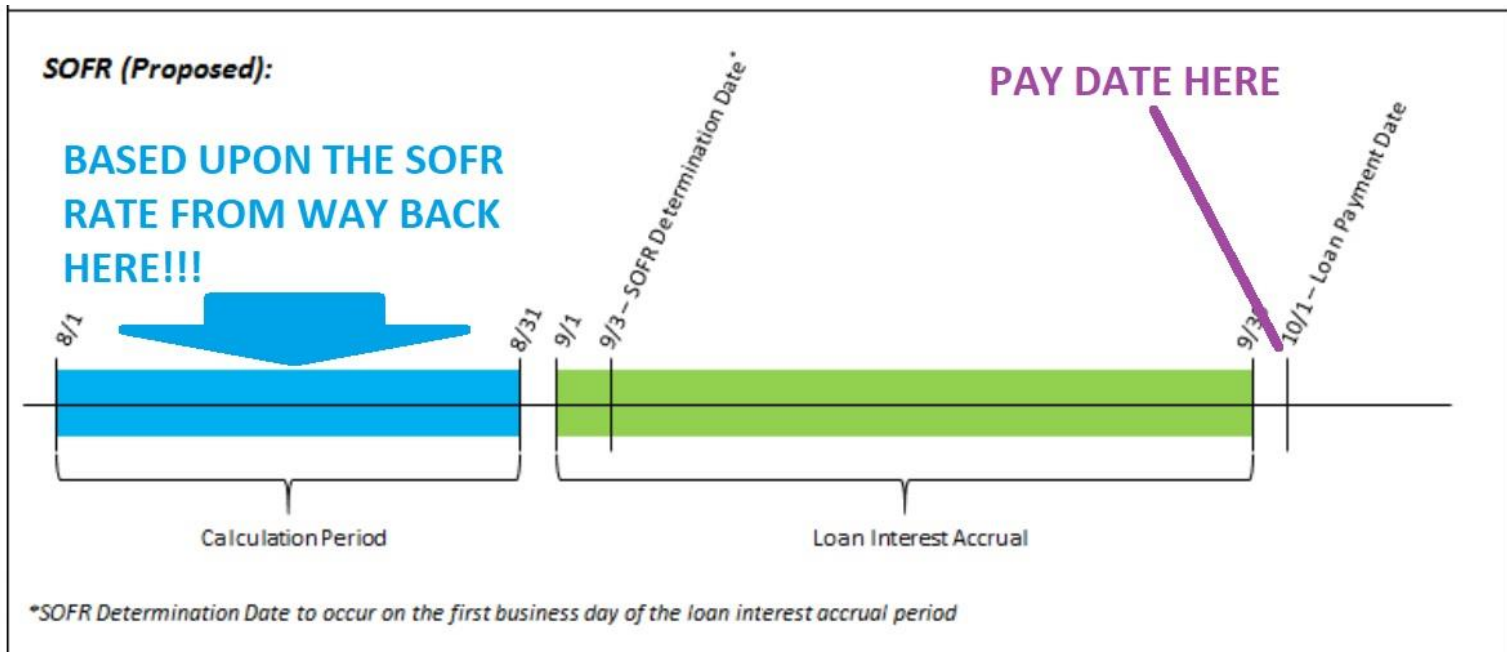 SOFR (Proposed):
PAY DATE HERE
BASED UPON THE SOFR
RATE FROM WAY BACK
HERE!!!
8/1
8/31
9/1
9/3 – SOFR Determination Date*
10/1 – Loan Payment Date
Calculation Period
Loan Interest Accrual
*SOFR Determination Date to occur on the first business day of the loan interest accrual period